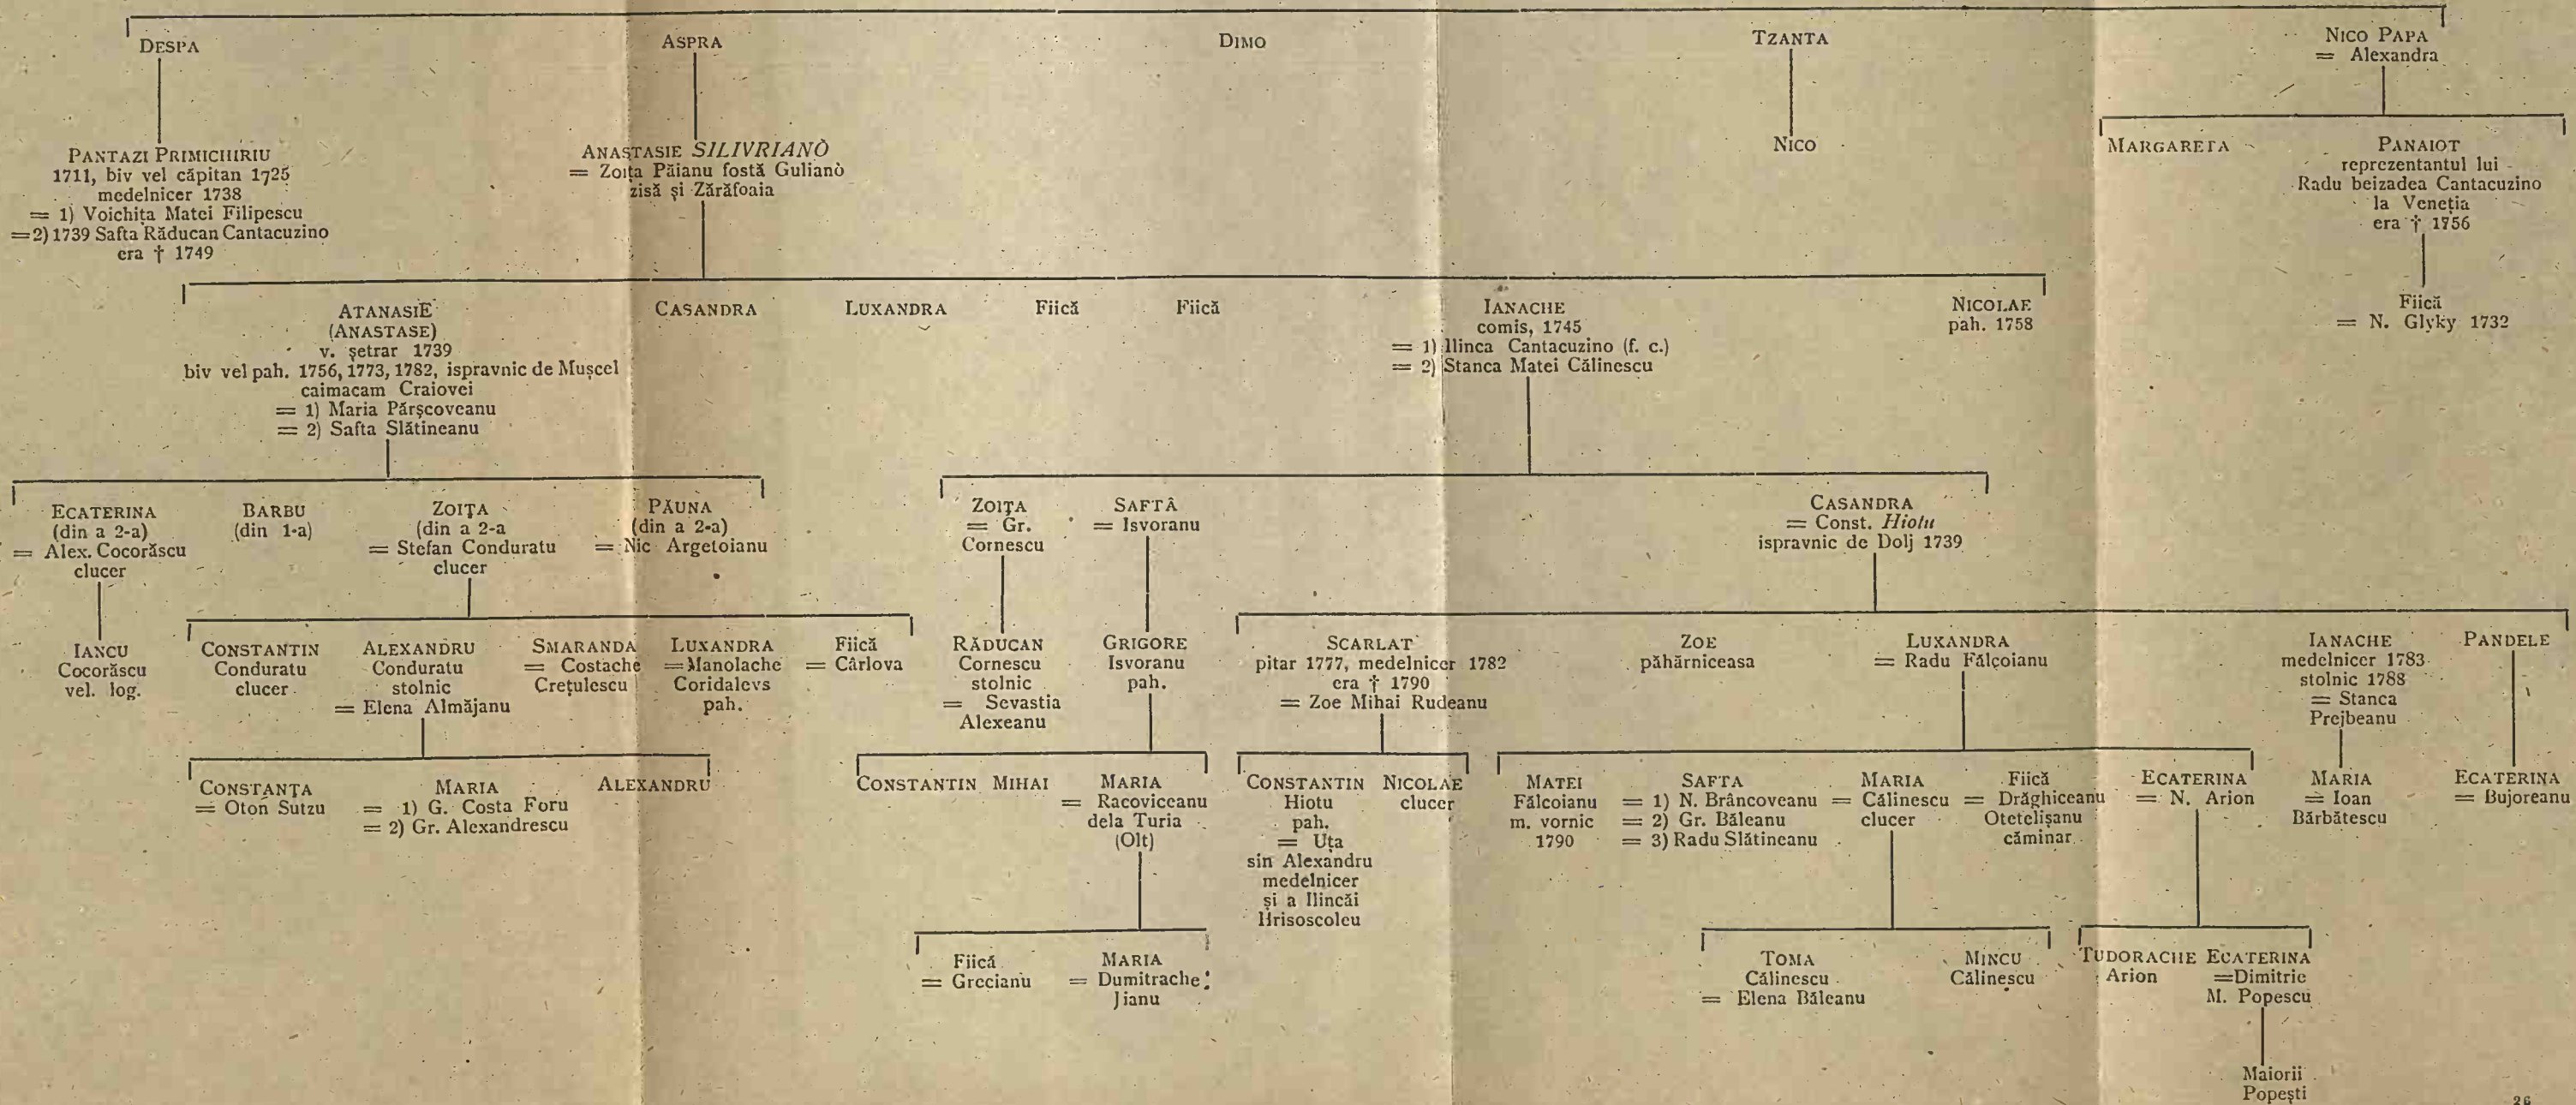 DESPA
ASPRA
DIMO
TZANTA
NICO PAPA
= Alexandra
PANTAZI PRIMICHIRIU
1711, biv vel căpitan 1725
medelnicer 1738
= 1) Voichița Matei Filipescu
=2) 1739 Safta Răducan Cantacuzino
era † 1749
ANASTASIE SILIVRIANÒ
= Zoița Păianu fostă Gulianò
zisă și Zărăfoaia
NICO
MARGARETA
PANAIOT
reprezentantul lui
Radu beizadea Cantacuzino
la Veneția
era † 1756
ATANASIE
(ANASTASE)
v. șetrar 1739
biv vel pah. 1756, 1773, 1782, ispravnic de Mușcel
caimacam Craiovei
= 1) Maria Părșcoveanu
= 2) Safta Slătineanu
CASANDRA
LUXANDRA
Fiică
Fiică
IANACHE
comis, 1745
= 1) Ilinca Cantacuzino (f. c.)
= 2) Stanca Matei Călinescu
NICOLAE
pah. 1758
Fiică
= N. Glyky 1732
ECATERINA
(din a 2-a)
= Alex. Cocorăscu
clucer
BARBU
(din 1-a)
ZOIȚA
(din a 2-a
= Stefan Conduratu
clucer
PĂUNA
(din a 2-a)
= Nic Argetoianu
ZOIȚA
= Gr.
Cornescu
SAFTĂ
= Isvoranu
CASANDRA
= Const. Hiotu
ispravnic de Dolj 1739
IANCU
Cocorăscu
vel. log.
CONSTANTIN
Conduratu
clucer
ALEXANDRU
Conduratu
stolnic
= Elena Almăjanu
SMARANDA
= Costache
Crețulescu
LUXANDRA
=Manolache
Coridalevs
pah.
Fiică
= Cârlova
RĂDUCAN
Cornescu
stolnic
= Sevastia
Alexeanu
GRIGORE
Isvoranu
pah.
SCARLAT
pitar 1777, medelnicer 1782
era † 1790
= Zoe Mihai Rudeanu
ZOE
păhărniceasa
LUXANDRA
= Radu Fălcoianu
IANACHE
medelnicer 1783
stolnic 1788
= Stanca
Prejbeanu
PANDELE
CONSTANȚA
= Oton Sutzu
MARIA
= 1) G. Costa Foru
= 2) Gr. Alexandrescu
ALEXANDRU
CONSTANTIN
MIHAI
MARIA
= Racoviceanu
dela Turia
(Olt)
CONSTANTIN
Hiotu
pah.
= Uța
sin Alexandru
medelnicer
și a Ilincăi
Hrisoscoleu
NICOLAE
clucer
MATEI
Fălcoianu
m. vornic
1790
SAFTA
= 1) N. Brâncoveanu
= 2) Gr. Băleanu
= 3) Radu Slătineanu
MARIA
= Călinescu
clucer
Fiică
= Drăghiceanu
Otetelișanu
căminar
ECATERINA
= N. Arion
MARIA
= Ioan
Bărbătescu
ECATERINA
= Bujoreanu
Fiică
= Grecianu
MARIA
= Dumitrache
Jianu
TOMA
Călinescu
= Elena Băleanu
MINCU
Călinescu
TUDORACHE
Arion
ECATERINA
=Dimitrie
M. Popescu
Maiorii
Popești
26